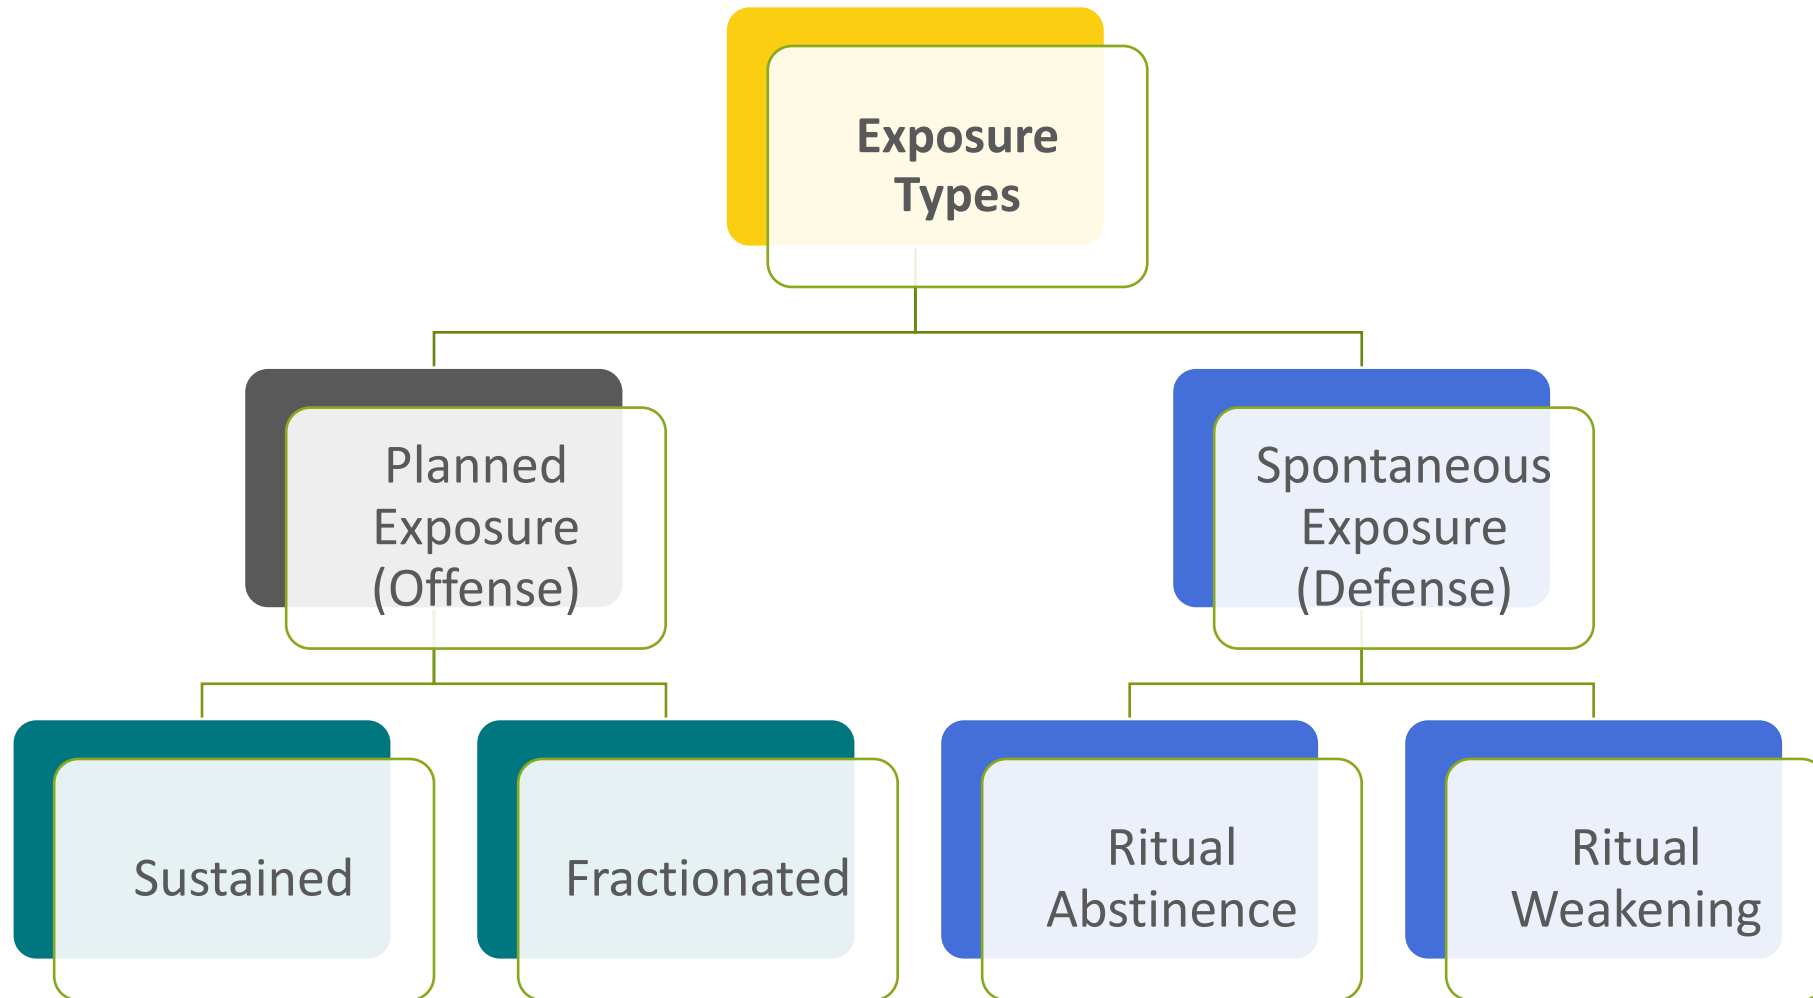 Exposure
Types
Planned
Exposure
(Offense)
Spontaneous
Exposure
(Defense)
Sustained
Fractionated
Ritual
Abstinence
Ritual
Weakening